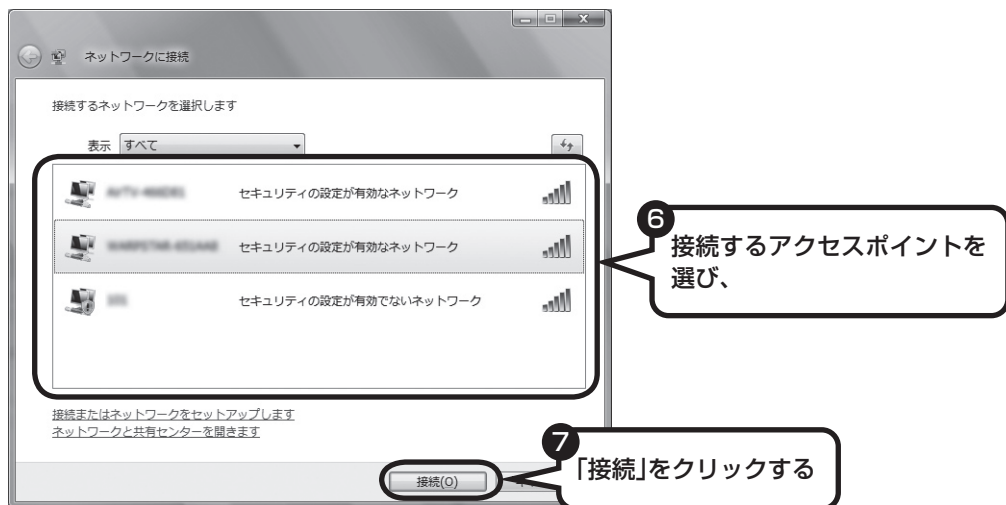 ネットワークに接続
接続するネットワークを選択します
表示 すべて
セキュリティの設定が有効なネットワーク
セキュリティの設定が有効なネットワーク
セキュリティの設定が有効でないネットワーク
❻
接続するアクセスポイントを
選び、
接続またはネットワークをセットアップします
ネットワークと共有センターを開きます
❼
「接続」をクリックする
接続(O)